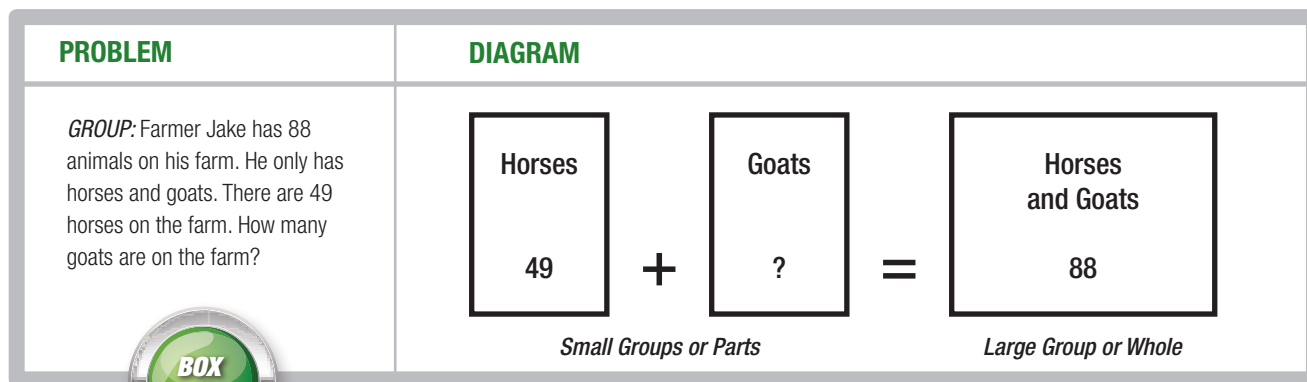 PROBLEM
DIAGRAM
GROUP: Farmer Jake has 88
animals on his farm. He only has
horses and goats. There are 49
horses on the farm. How many
goats are on the farm?
BOX
Horses
49
+
Goats
?
=
Horses
and Goats
88
Small Groups or Parts
Large Group or Whole